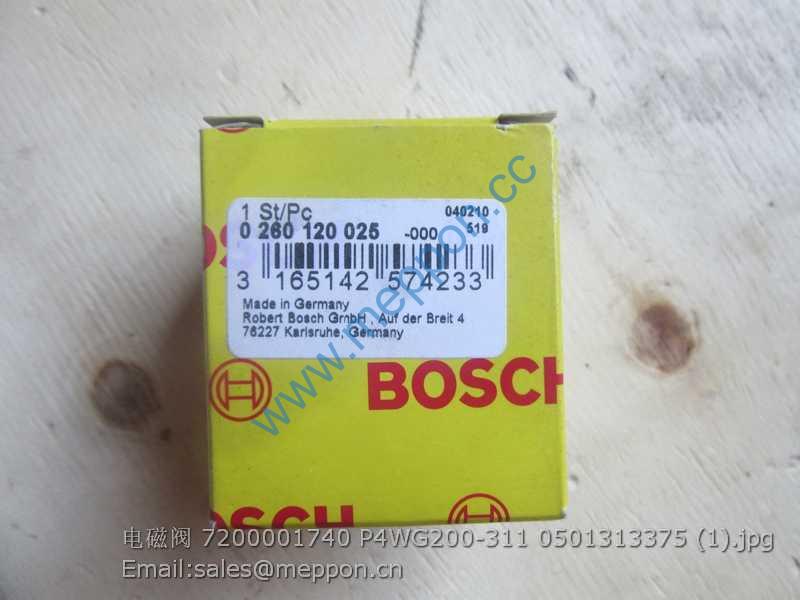 1 St/Pc 040210
0 260 120 025 -000 519
3 165142 574233
Made in Germany
Robert Bosch GmbH , Auf der Breit 4
76227 Karlsruhe, Germany
BOSCH
BOSCH
www.meppon.cc
电磁阀 7200001740 P4WG200-311 0501313375 (1).jpg
Email:sales@meppon.cn